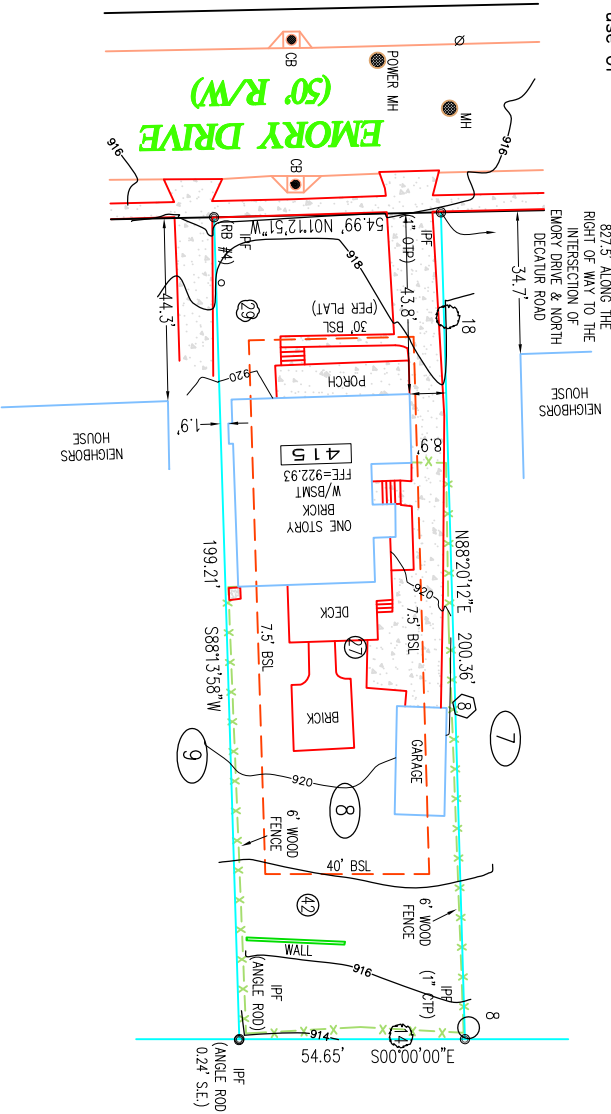 use of
827.5' ALONG THE
RIGHT OF WAY TO THE
INTERSECTION OF
EMORY DRIVE & NORTH
DECATUR ROAD
CB
POWER MH
MH
CB
EMORY DRIVE
(50' R/W)
916
916
IPF
(1" OTP)
IPF
(RB #4)
54.99' N01°12'51"W
918
34.7'
43.8'
44.3'
18
29
30' BSL
(PER PLAT)
PORCH
920
NEIGHBORS
HOUSE
NEIGHBORS
HOUSE
8.9'
1.9'
415
ONE STORY
BRICK
W/BSMT
FFE=922.93
N88°20'12"E 200.36'
199.21' S88°13'58"W
920
7.5' BSL
7.5' BSL
DECK
27
BRICK
GARAGE
8
7
9
8
920
6' WOOD
FENCE
6' WOOD
FENCE
40' BSL
42
WALL
916
IPF
(1" CTP)
8
IPF
(ANGLE ROD)
914
14
54.65' S00°00'00"E
IPF
(ANGLE ROD
0.24' S.E.)